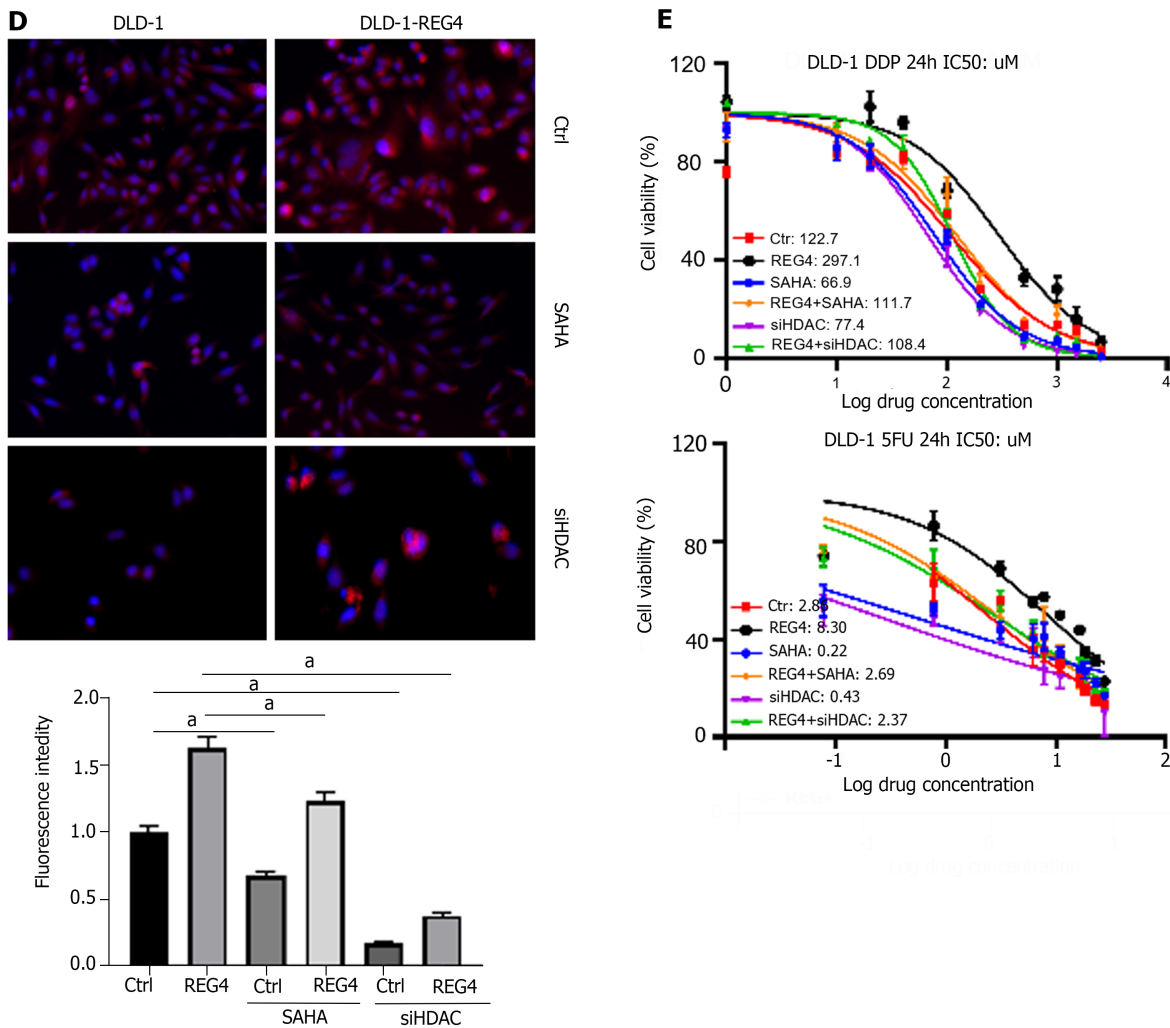 D
DLD-1
DLD-1-REG4
Ctrl
SAHA
siHDAC
a
a
a
a
Fluorescence intedity
2.0
1.5
1.0
0.5
0.0
Ctrl
REG4
Ctrl
REG4
Ctrl
REG4
SAHA
siHDAC
E
DLD-1 DDP 24h IC50: uM
Cell viability (%)
120
80
40
0
Ctr: 122.7
REG4: 297.1
SAHA: 66.9
REG4+SAHA: 111.7
siHDAC: 77.4
REG4+siHDAC: 108.4
0
1
2
3
4
Log drug concentration
DLD-1 5FU 24h IC50: uM
Cell viability (%)
120
80
40
0
Ctr:
REG4: 8.30
SAHA: 0.22
REG4+SAHA: 2.69
siHDAC: 0.43
REG4+siHDAC: 2.37
-1
0
1
2
Log drug concentration
Log drug concentration